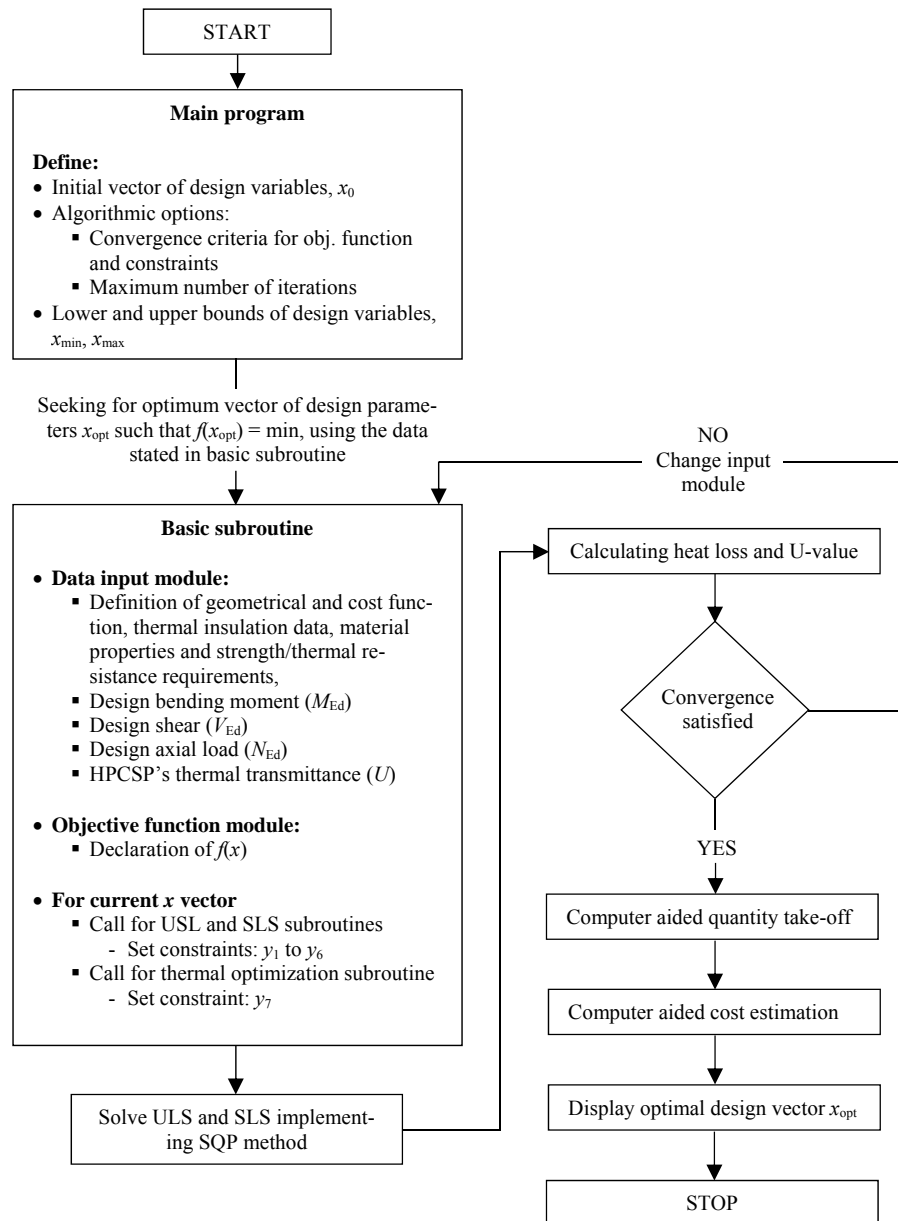 START
Main program
Define:
• Initial vector of design variables, x0
• Algorithmic options:
▪ Convergence criteria for obj. function
and constraints
▪ Maximum number of iterations
• Lower and upper bounds of design variables,
xmin, xmax
Seeking for optimum vector of design parame-
ters xopt such that f(xopt) = min, using the data
stated in basic subroutine
Basic subroutine
• Data input module:
▪ Definition of geometrical and cost func-
tion, thermal insulation data, material
properties and strength/thermal re-
sistance requirements,
▪ Design bending moment (MEd)
▪ Design shear (VEd)
▪ Design axial load (NEd)
▪ HPCSP’s thermal transmittance (U)
• Objective function module:
▪ Declaration of f(x)
• For current x vector
▪ Call for USL and SLS subroutines
- Set constraints: y1 to y6
▪ Call for thermal optimization subroutine
- Set constraint: y7
Solve ULS and SLS implement-
ing SQP method
NO
Change input
module
Calculating heat loss and U-value
Convergence
satisfied
YES
Computer aided quantity take-off
Computer aided cost estimation
Display optimal design vector xopt
STOP